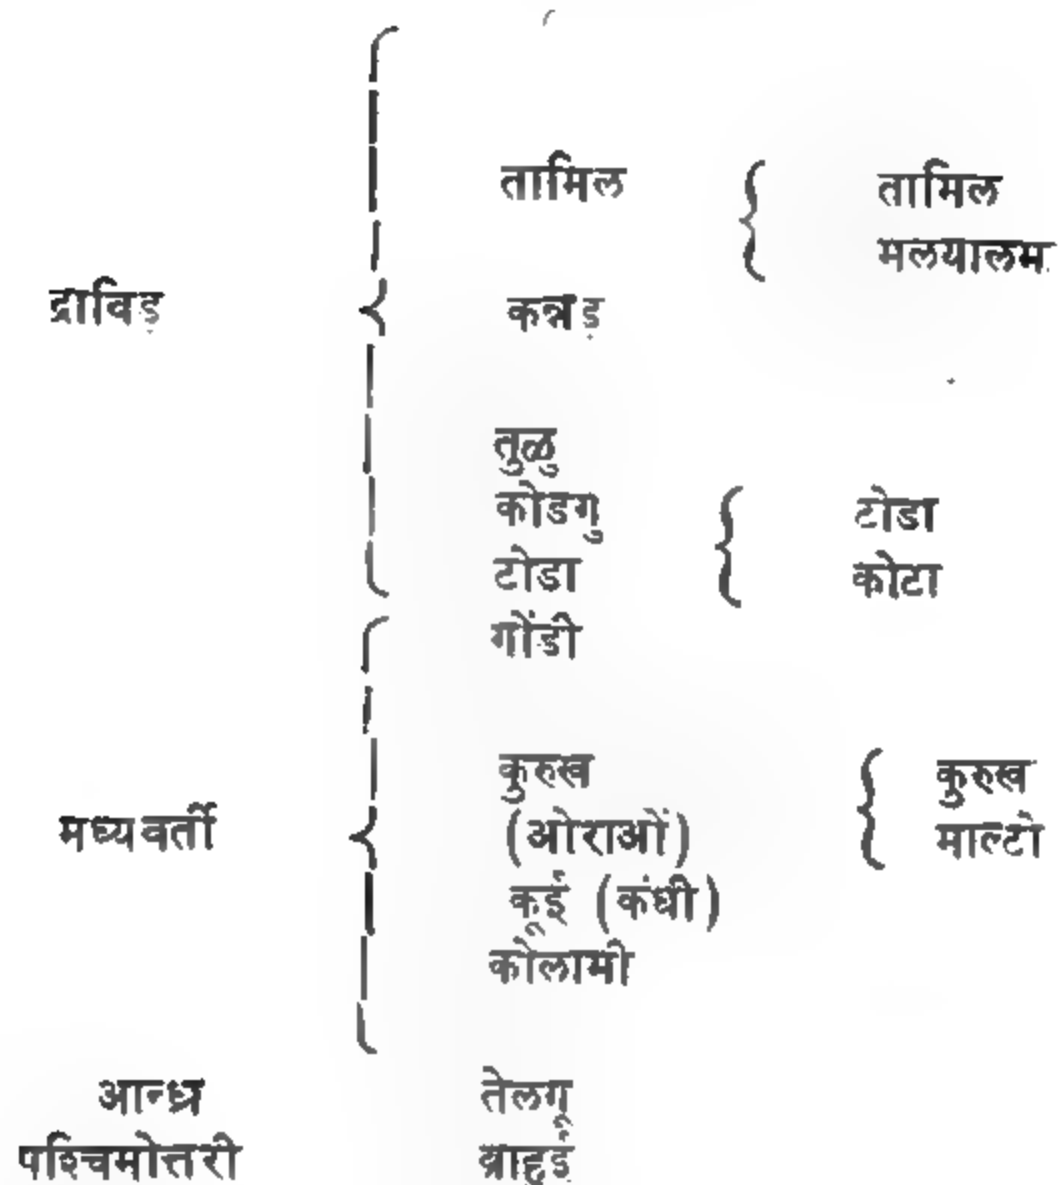 तामिल { तामिल
मलयालम
द्राविड़ { कन्नड़
तुळु
कोडगु { टोडा
टोडा कोटा
गोंडी
कुरुख { कुरुख
मध्यवर्ती { (ओराओं) माल्टो
कूई (कंधी)
कोलामी
आन्ध्र तेलगू
पश्चिमोत्तरी ब्राहुई